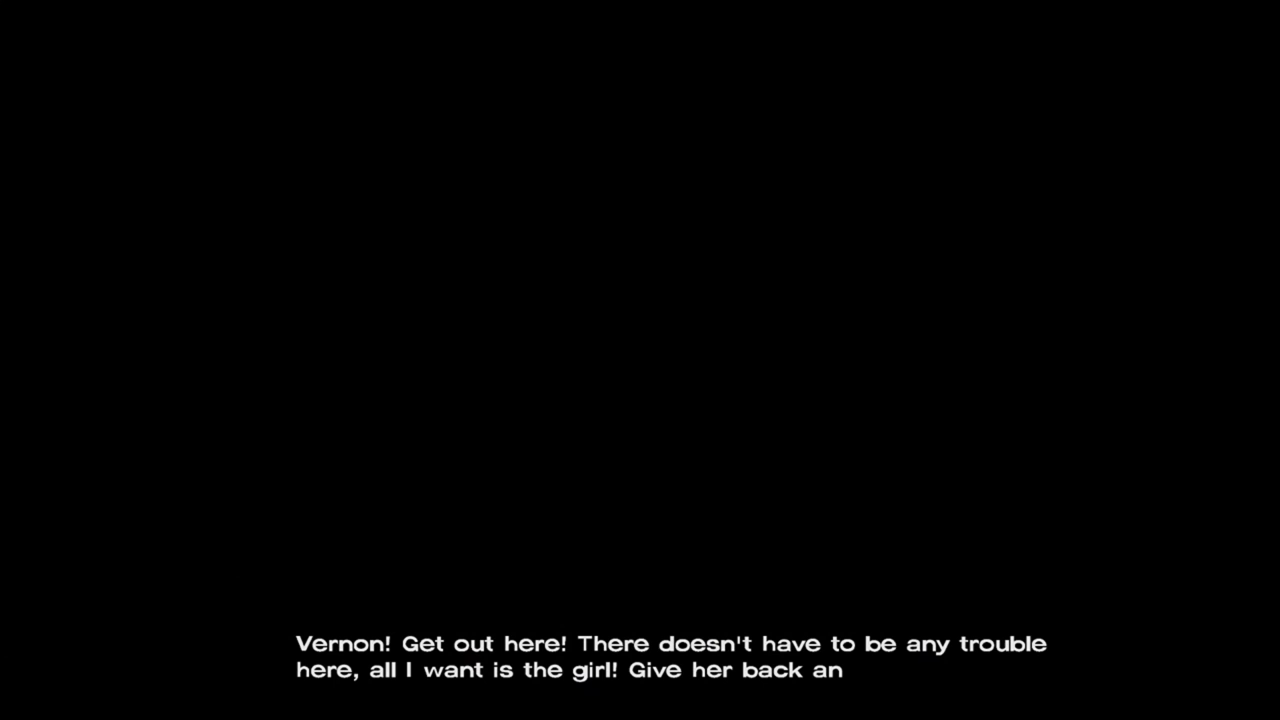 Vernon! Get out here! There doesn't have to be any trouble
here, all I want is the girl! Give her back an